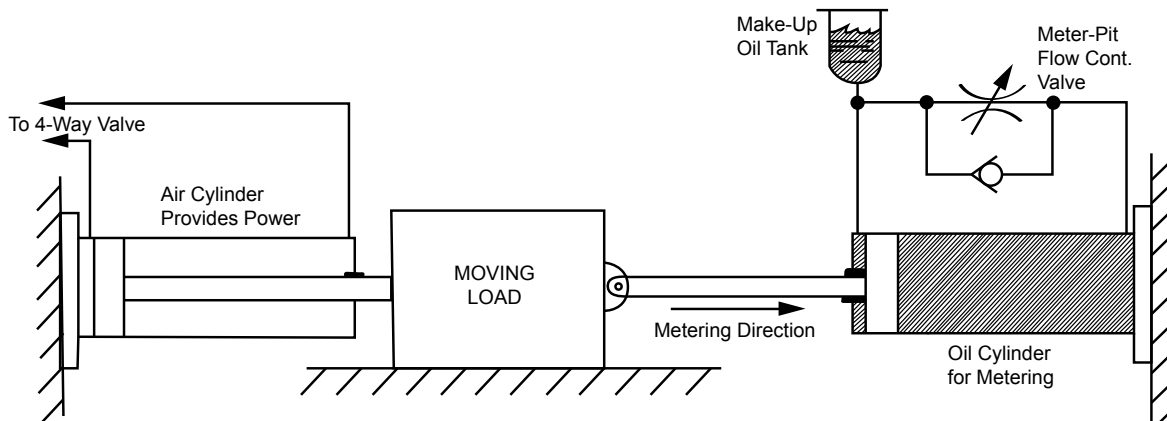 Make-Up
Oil Tank
Meter-Pit
Flow Cont.
Valve
To 4-Way Valve
Air Cylinder
Provides Power
MOVING
LOAD
Metering Direction
Oil Cylinder
for Metering